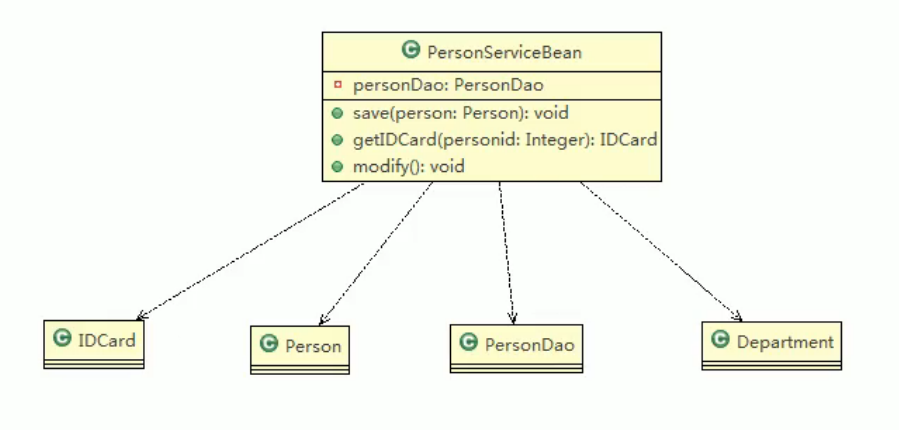 C PersonServiceBean
personDao: PersonDao
save(person: Person): void
getIDCard(personid: Integer): IDCard
modify(): void
C IDCard
C Person
C PersonDao
C Department